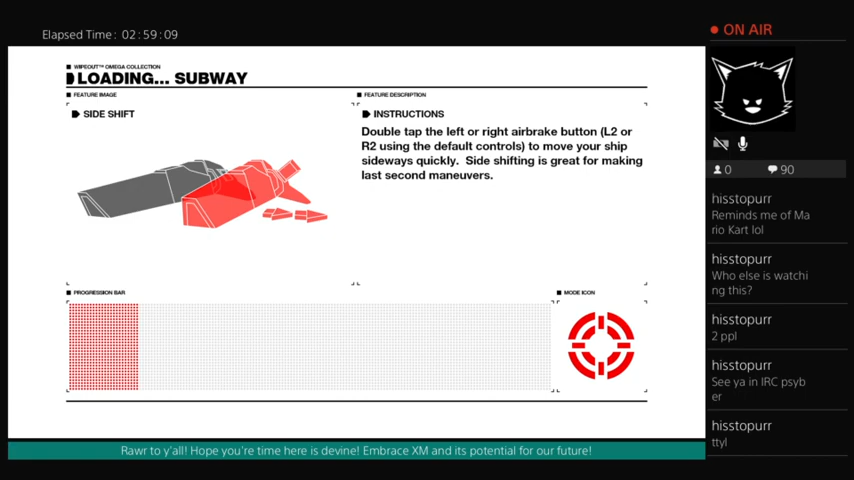 Elapsed Time: 02:59:09
ON AIR
WIPEOUT™ OMEGA COLLECTION
LOADING... SUBWAY
FEATURE IMAGE
FEATURE DESCRIPTION
SIDE SHIFT
INSTRUCTIONS
Double tap the left or right airbrake button (L2 or
R2 using the default controls) to move your ship
sideways quickly. Side shifting is great for making
last second maneuvers.
PROGRESSION BAR
MODE ICON
0
90
hisstopurr
Reminds me of Ma
rio Kart lol
hisstopurr
Who else is watchi
ng this?
hisstopurr
2 ppl
hisstopurr
See ya in IRC psyb
er
hisstopurr
ttyl
Rawr to y'all! Hope you're time here is devine! Embrace XM and its potential for our future!